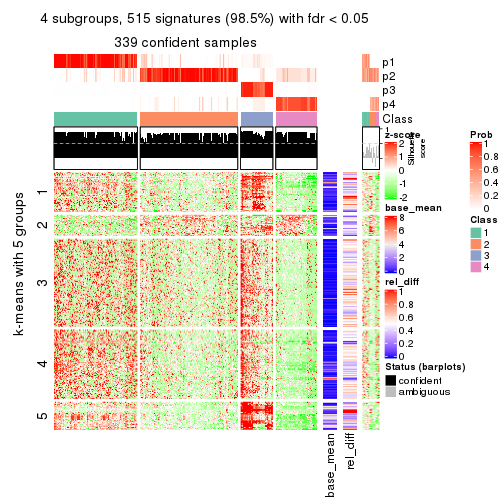 4 subgroups, 515 signatures (98.5%) with fdr < 0.05
339 confident samples
p1
p2
p3
p4
Class
1
Silhouette
score
k-means with 5 groups
1
2
3
4
5
base_mean
rel_diff
z-score
2
1
0
-1
-2
base_mean
8
6
4
2
0
rel_diff
1
0.8
0.6
0.4
0.2
0
Status (barplots)
confident
ambiguous
Prob
1
0.8
0.6
0.4
0.2
0
Class
1
2
3
4